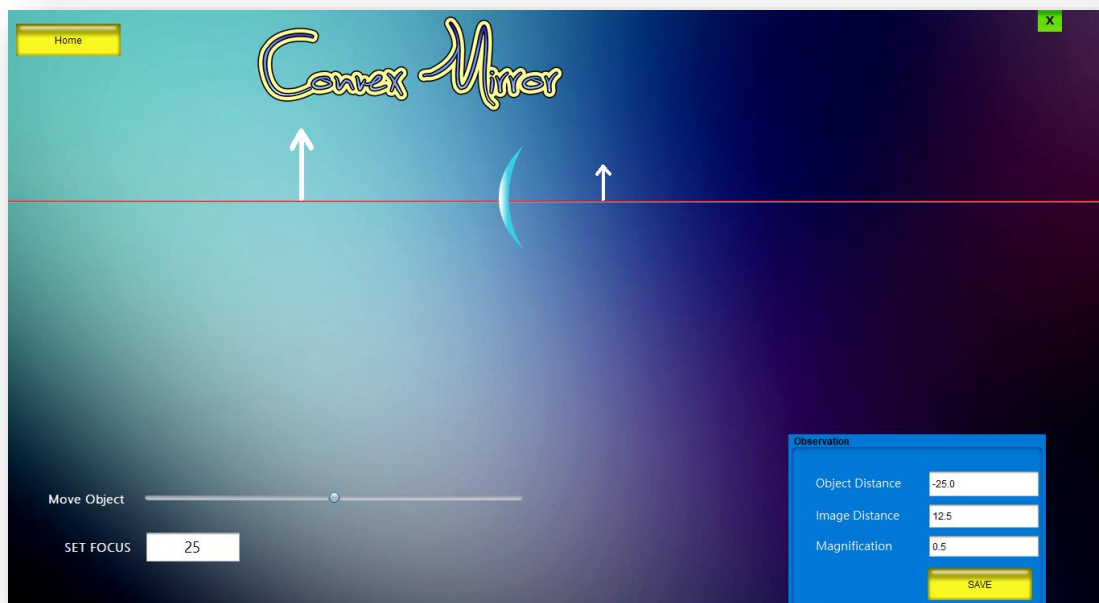 Home
Convex Mirror
X
Observation
Object Distance -25.0
Image Distance 12.5
Magnification 0.5
SAVE
Move Object
SET FOCUS 25